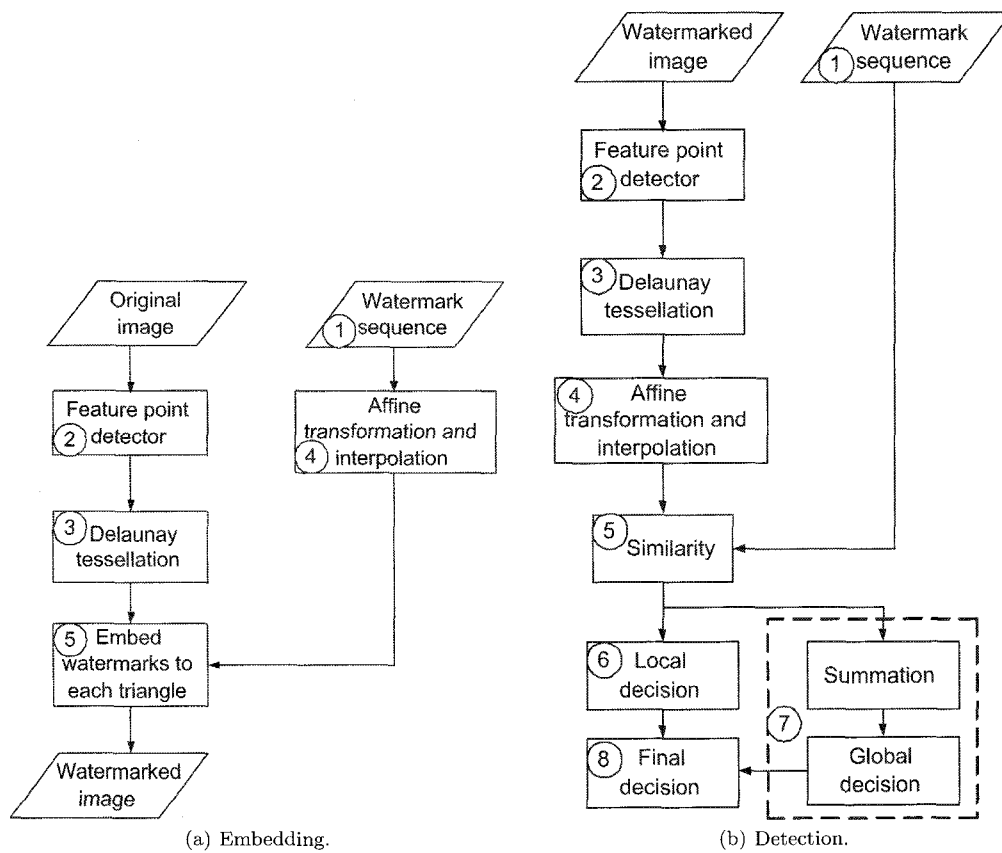 Original
image
1
Watermark
sequence
Feature point
2
detector
Affine
transformation and
4
interpolation
3
Delaunay
tessellation
5
Embed
watermarks to
each triangle
Watermarked
image
(a) Embedding.
Watermarked
image
Watermark
1
sequence
Feature point
2
detector
3
Delaunay
tessellation
4
Affine
transformation and
interpolation
5
Similarity
6
Local
decision
Summation
7
8
Final
decision
Global
decision
(b) Detection.